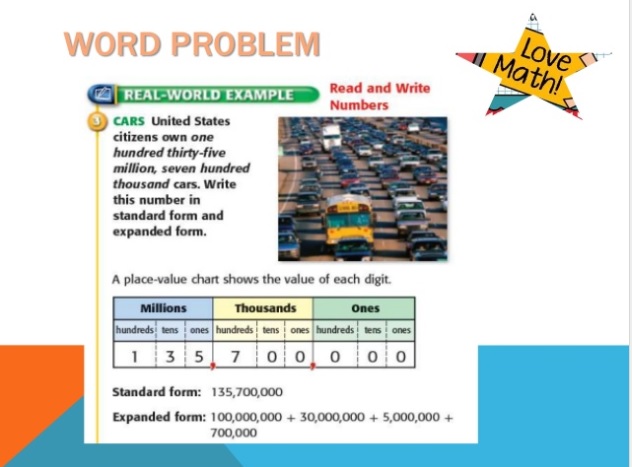 WORD PROBLEM
Love
Math!
REAL-WORLD EXAMPLE
Read and Write
Numbers
3 CARS United States
citizens own one
hundred thirty-five
million, seven hundred
thousand cars. Write
this number in
standard form and
expanded form.
A place-value chart shows the value of each digit.
Millions Thousands Ones
hundreds tens ones hundreds tens ones hundreds tens ones
1 3 5, 7 0 0, 0 0 0
Standard form: 135,700,000
Expanded form: 100,000,000 + 30,000,000 + 5,000,000 +
700,000